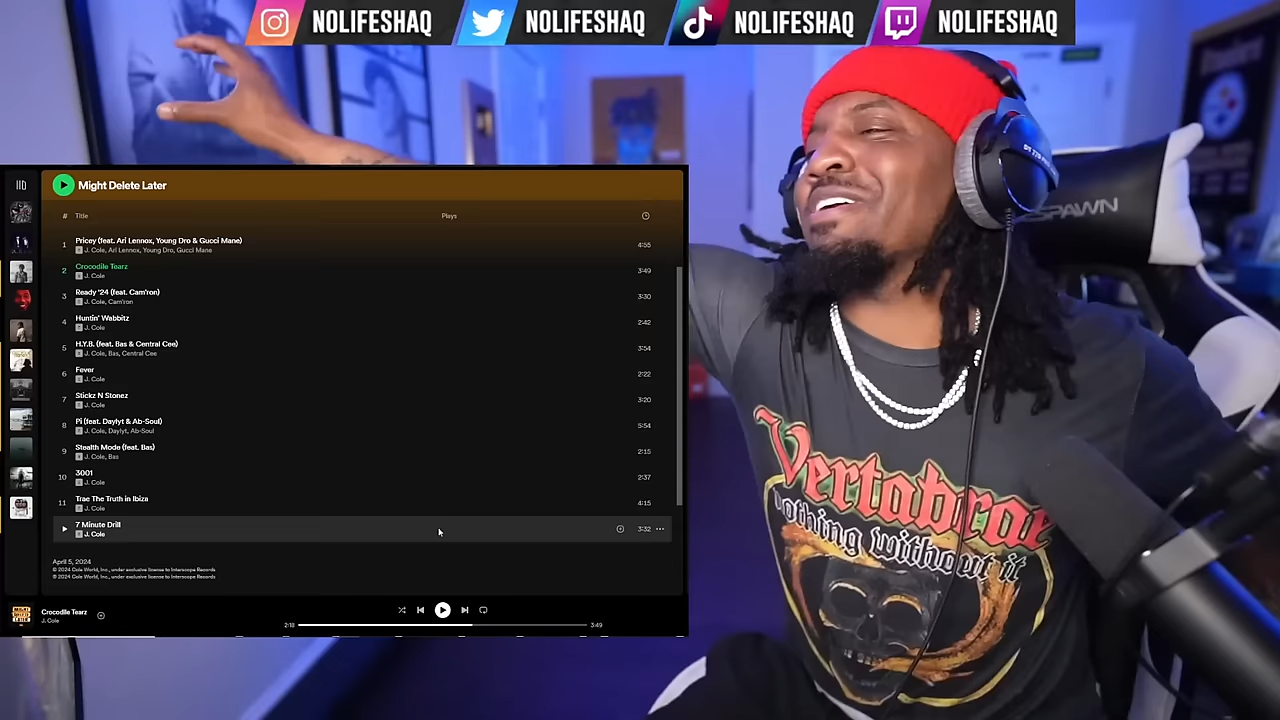 NOLIFESHAQ
NOLIFESHAQ
NOLIFESHAQ
NOLIFESHAQ
Steelers
DT 770 PRO
RESPAWN
Might Delete Later
# Title Plays
1 Pricey (feat. Ari Lennox, Young Dro & Gucci Mane) 4:55
E J. Cole, Ari Lennox, Young Dro, Gucci Mane
2 Crocodile Tearz 3:49
E J. Cole
3 Ready '24 (feat. Cam'ron) 3:30
E J. Cole, Cam'ron
4 Huntin' Wabbitz 2:42
E J. Cole
5 H.Y.B. (feat. Bas & Central Cee) 3:54
E J. Cole, Bas, Central Cee
6 Fever 2:22
E J. Cole
7 Stickz N Stonez 3:20
E J. Cole
8 Pi (feat. Daylyt & Ab-Soul) 5:54
E J. Cole, Daylyt, Ab-Soul
9 Stealth Mode (feat. Bas) 2:15
E J. Cole, Bas
10 3001 2:37
E J. Cole
11 Trae The Truth in Ibiza 4:15
E J. Cole
7 Minute Drill 3:32
E J. Cole
April 5, 2024
© 2024 Cole World, Inc., under exclusive license to Interscope Records
℗ 2024 Cole World, Inc., under exclusive license to Interscope Records
Crocodile Tearz
J. Cole
2:18 3:49
Vertabrae
nothing without it